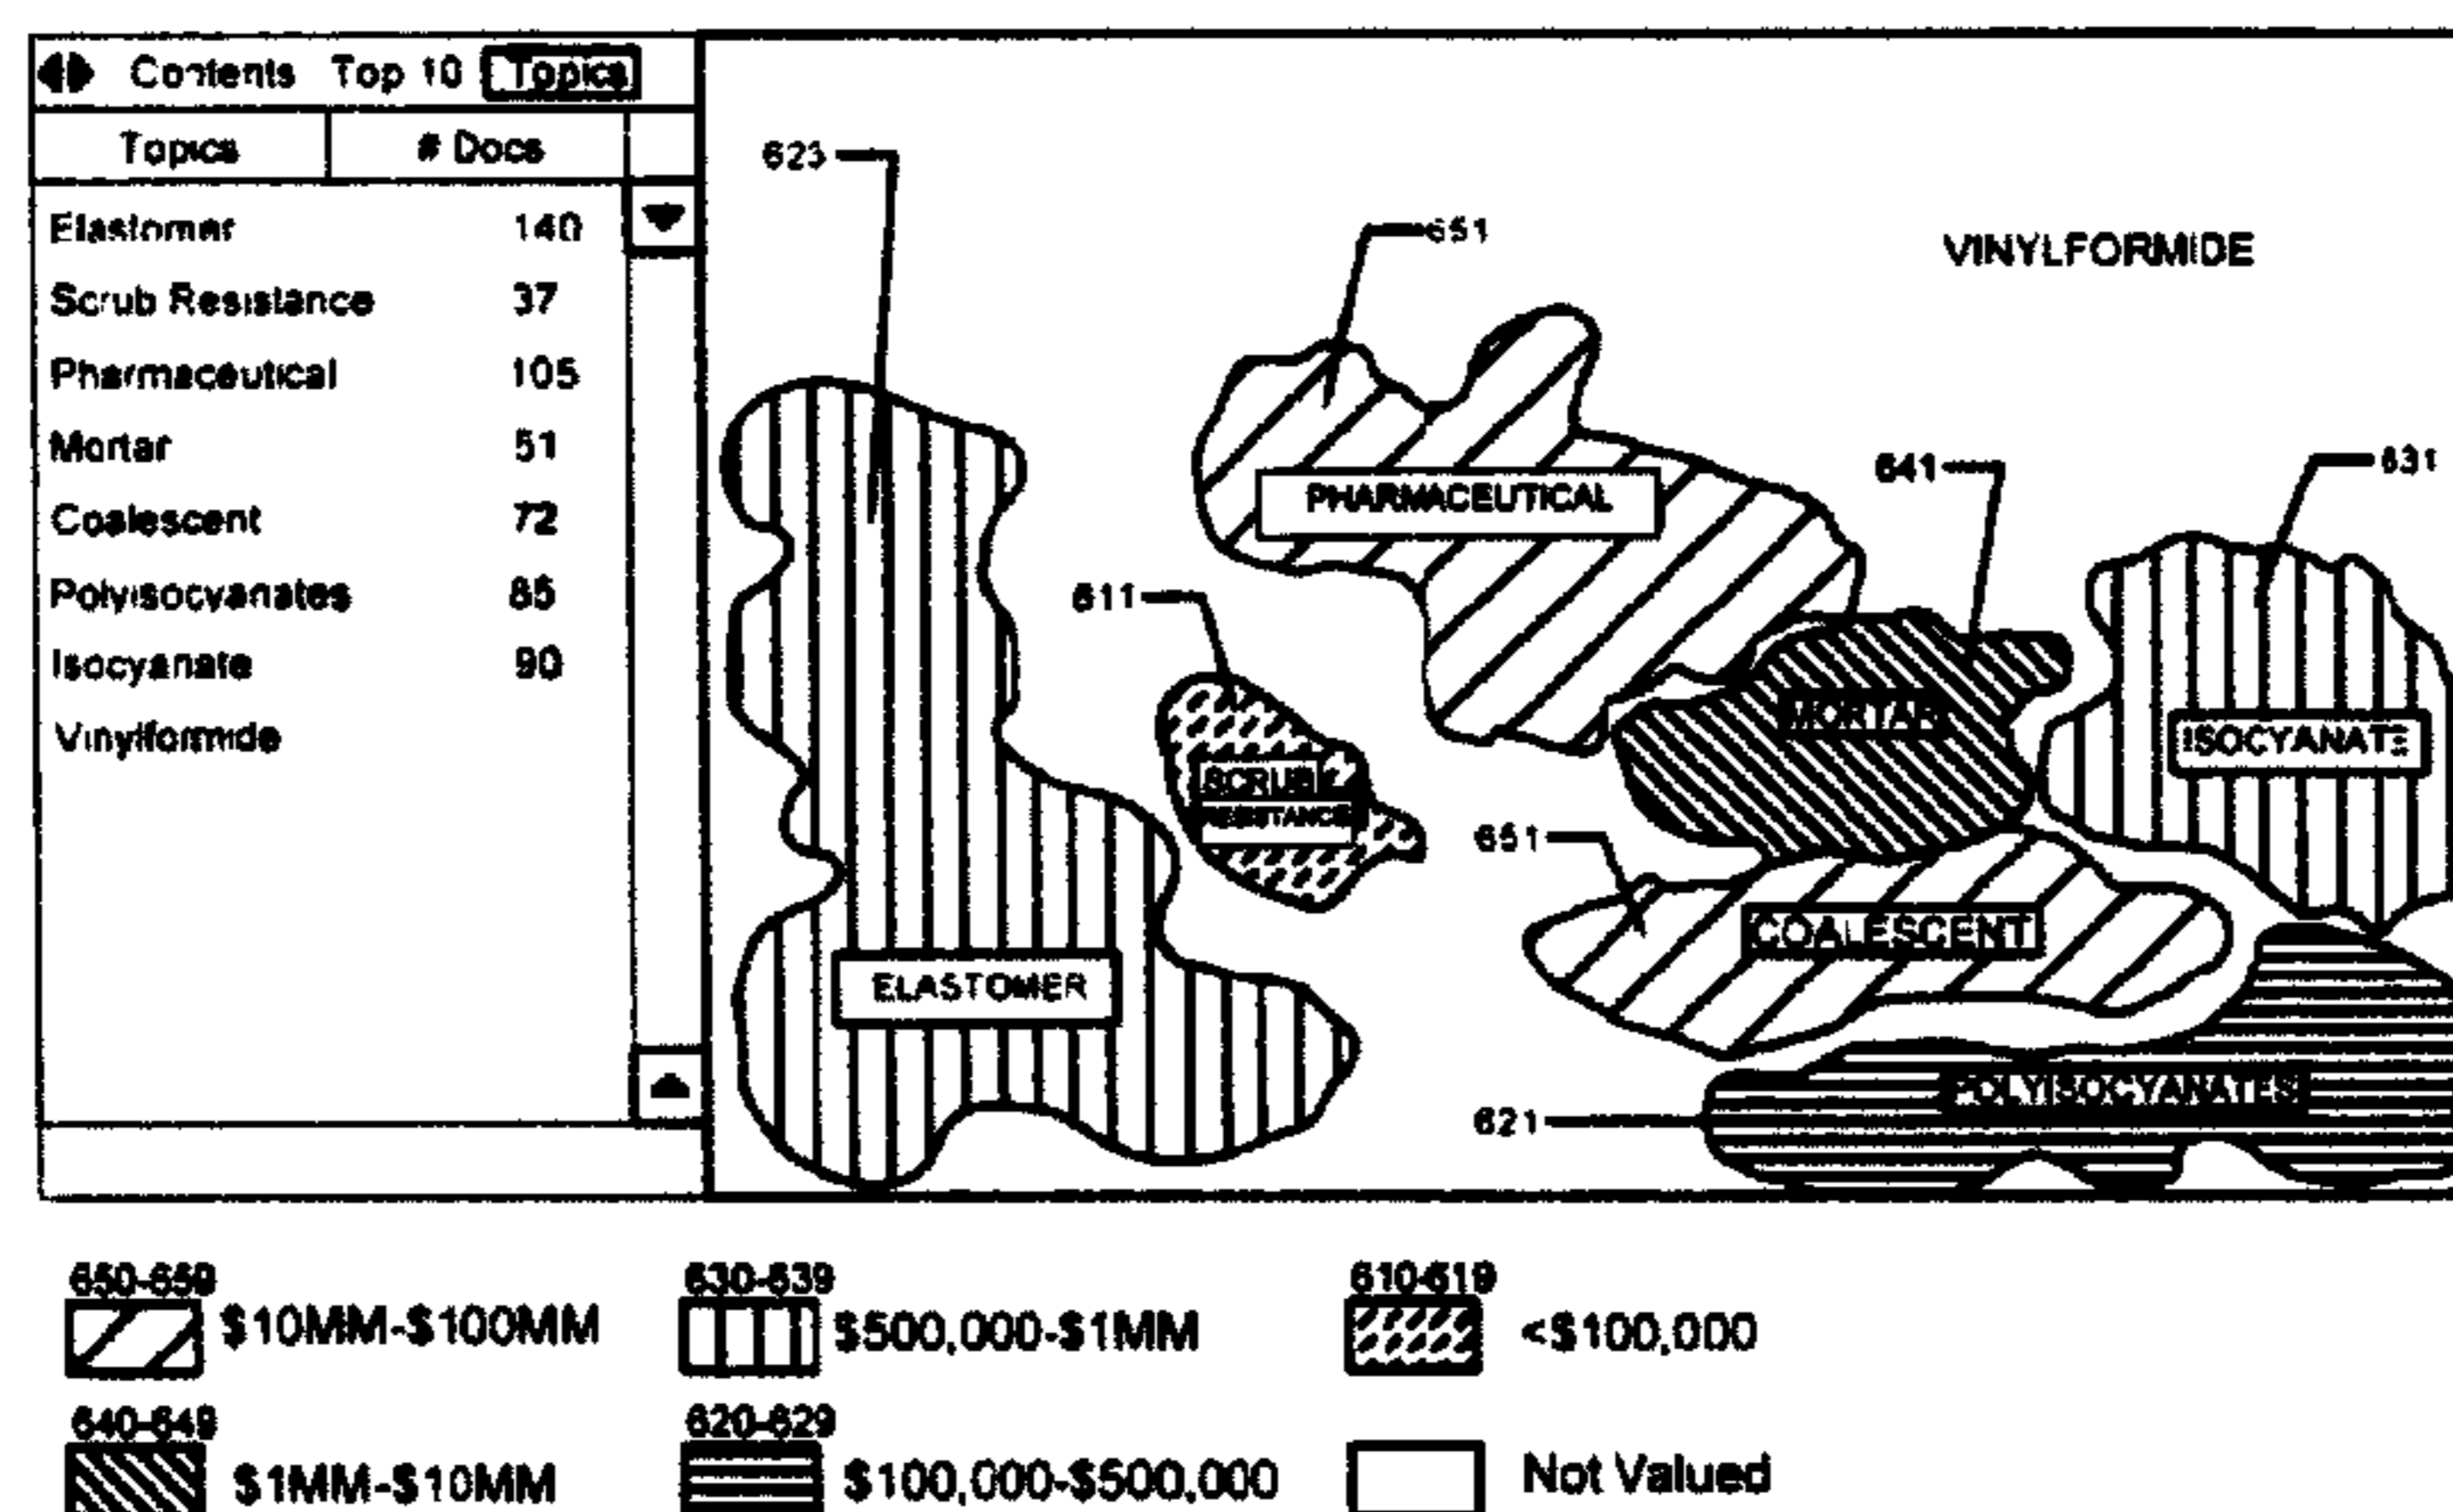 Contents Top 10 Topics
Topics # Docs
Elastomer 140
Scrub Resistance 37
Pharmaceutical 105
Mortar 51
Coalescent 72
Polyisocyanates 85
Isocyanate 90
Vinylformide
623
651
VINYLFORMIDE
PHARMACEUTICAL
641
631
611
MORTAR
ISOCYANATE
SCRUB
RESISTANCE
651
COALESCENT
ELASTOMER
POLYISOCYANATES
621
650-659
$10MM-$100MM
630-639
$500,000-$1MM
610-619
<$100,000
640-649
$1MM-$10MM
620-629
$100,000-$500,000
Not Valued